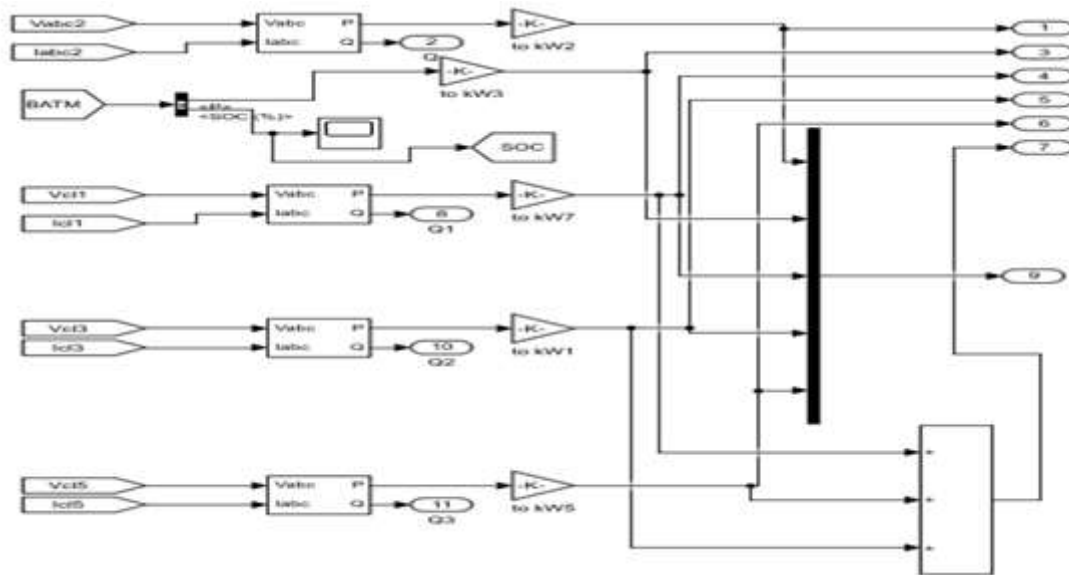 Vabc2
Iabc2
Vabc P
Iabc Q
2
Q
-K-
to kW2
1
3
4
5
6
7
BATM
<SOC (%)>
-K-
to kW3
SOC
Vcl1
Icl1
Vabc P
Iabc Q
Q1
-K-
to kW7
9
Vcl3
Icl3
Vabc P
Iabc Q
10
Q2
-K-
to kW1
Vcl5
Icl5
Vabc P
Iabc Q
11
Q3
-K-
to kW5
+
+
+